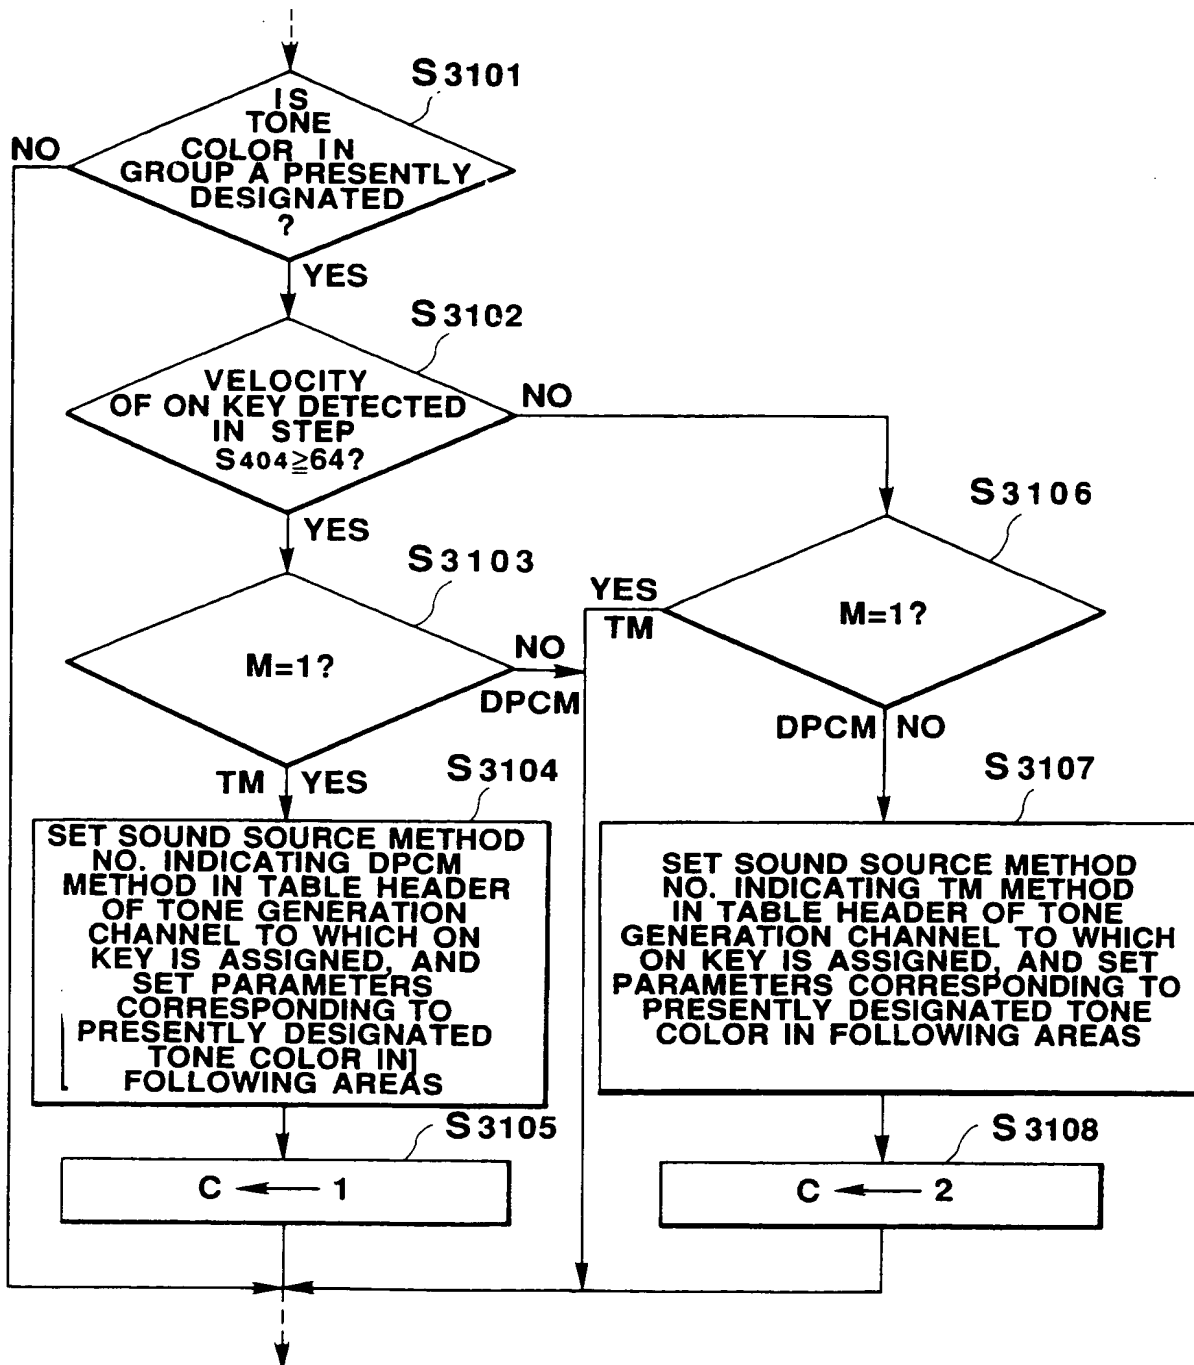 S3101
IS
TONE
COLOR IN
GROUP A PRESENTLY
DESIGNATED
?
NO
YES
S3102
VELOCITY
OF ON KEY DETECTED
IN STEP
S404≧64?
NO
YES
S3103
M=1?
NO
DPCM
TM YES
S3106
M=1?
YES
TM
DPCM NO
S3104
SET SOUND SOURCE METHOD
NO. INDICATING DPCM
METHOD IN TABLE HEADER
OF TONE GENERATION
CHANNEL TO WHICH ON
KEY IS ASSIGNED, AND
SET PARAMETERS
CORRESPONDING TO
PRESENTLY DESIGNATED
TONE COLOR IN]
FOLLOWING AREAS
S3107
SET SOUND SOURCE METHOD
NO. INDICATING TM METHOD
IN TABLE HEADER OF TONE
GENERATION CHANNEL TO WHICH
ON KEY IS ASSIGNED, AND SET
PARAMETERS CORRESPONDING TO
PRESENTLY DESIGNATED TONE
COLOR IN FOLLOWING AREAS
S3105
C ← 1
S3108
C ← 2